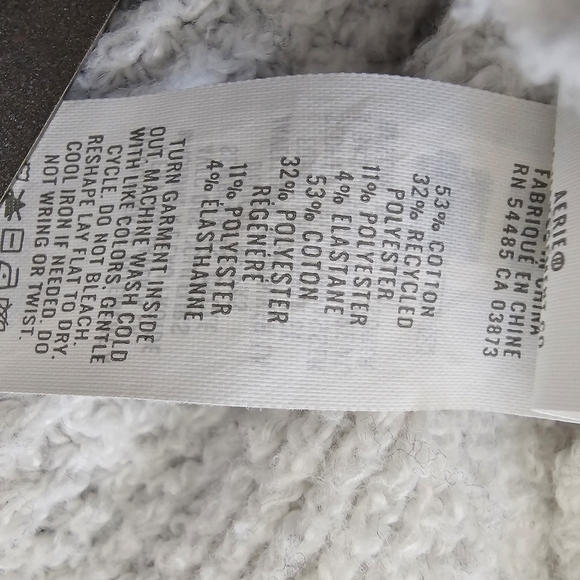 AERIE®
FABRIQUÉ EN CHINE
RN 54485 CA 03873
53% COTTON
32% RECYCLED
POLYESTER
11% POLYESTER
4% ELASTANE
53% COTON
32% POLYESTER
RÉGÉNÉRÉ
11% POLYESTER
4% ÉLASTHANNE
TURN GARMENT INSIDE
OUT, MACHINE WASH COLD
WITH LIKE COLORS, GENTLE
CYCLE. DO NOT BLEACH.
RESHAPE LAY FLAT TO DRY.
COOL IRON IF NEEDED. DO
NOT WRING OR TWIST.